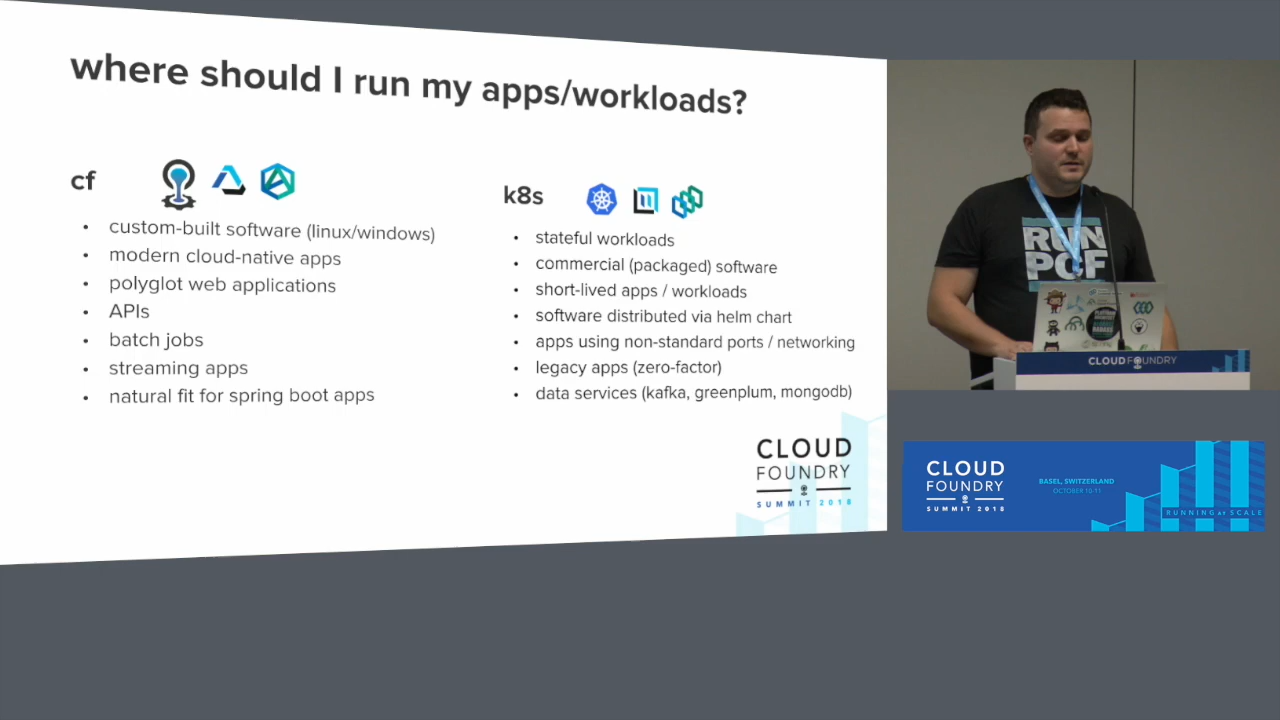 where should I run my apps/workloads?
cf
• custom-built software (linux/windows)
• modern cloud-native apps
• polyglot web applications
• APIs
• batch jobs
• streaming apps
• natural fit for spring boot apps
k8s
• stateful workloads
• commercial (packaged) software
• short-lived apps / workloads
• software distributed via helm chart
• apps using non-standard ports / networking
• legacy apps (zero-factor)
• data services (kafka, greenplum, mongodb)
CLOUD
FOUNDRY
SUMMIT 2018
RUN
PCF
CLOUD FOUNDRY
CLOUD
FOUNDRY
SUMMIT 2018
BASEL, SWITZERLAND
OCTOBER 10-11
RUNNING at SCALE